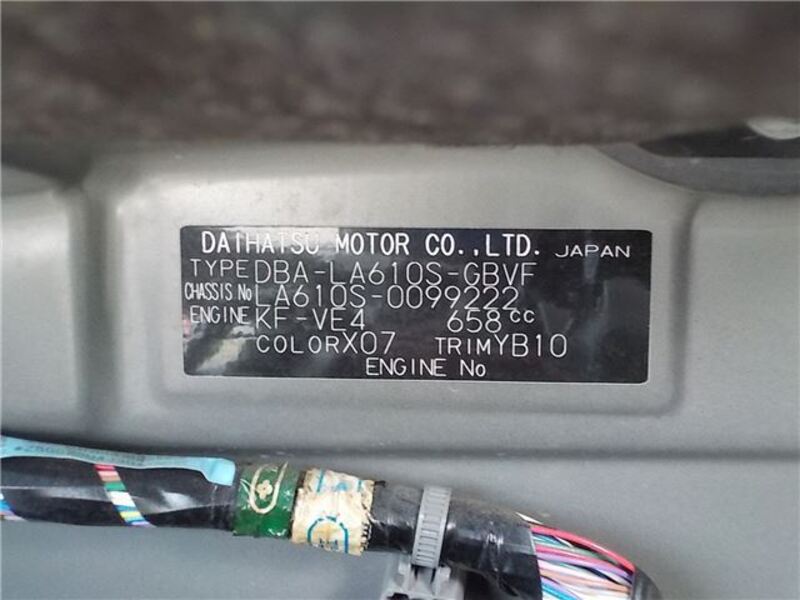 DAIHATSU MOTOR CO.,LTD. JAPAN
TYPE DBA-LA610S-GBVF
CHASSIS No LA610S-0099222
ENGINE KF-VE4 658cc
COLOR X07 TRIM YB10
ENGINE No